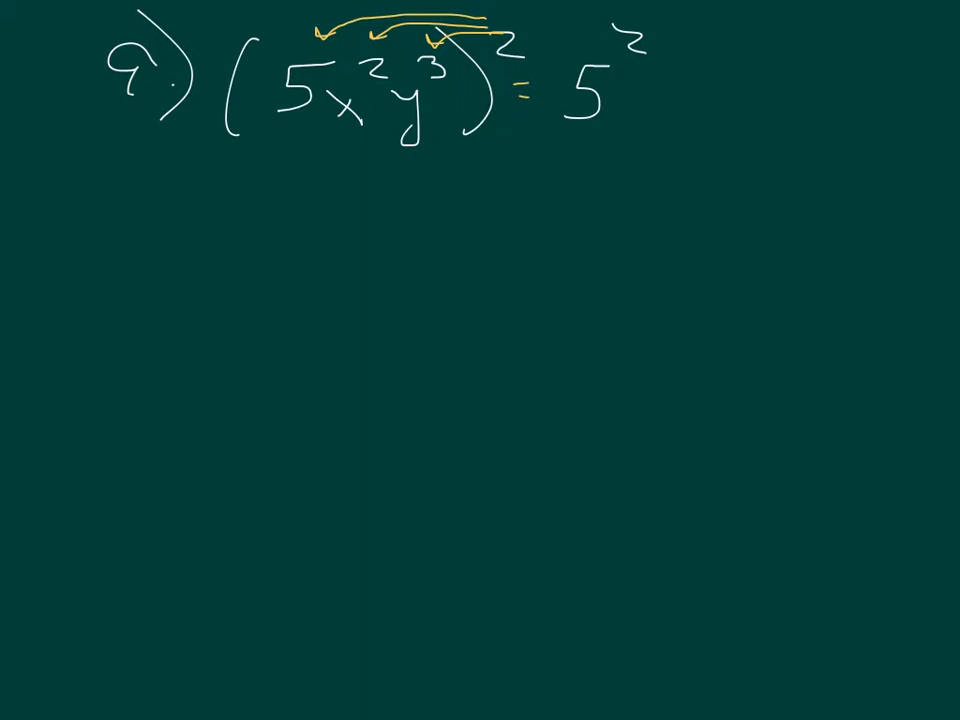 9.) (5x²y³)² = 5²